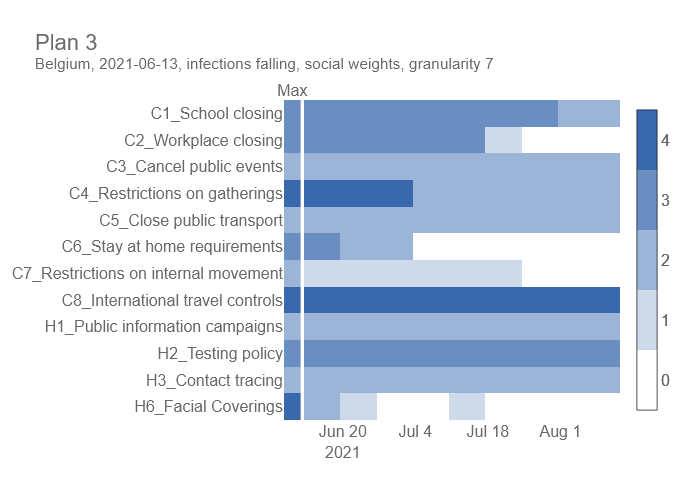 Plan 3
Belgium, 2021-06-13, infections falling, social weights, granularity 7
Max
C1_School closing
C2_Workplace closing
C3_Cancel public events
C4_Restrictions on gatherings
C5_Close public transport
C6_Stay at home requirements
C7_Restrictions on internal movement
C8_International travel controls
H1_Public information campaigns
H2_Testing policy
H3_Contact tracing
H6_Facial Coverings
Jun 20 Jul 4 Jul 18 Aug 1
2021
4
3
2
1
0